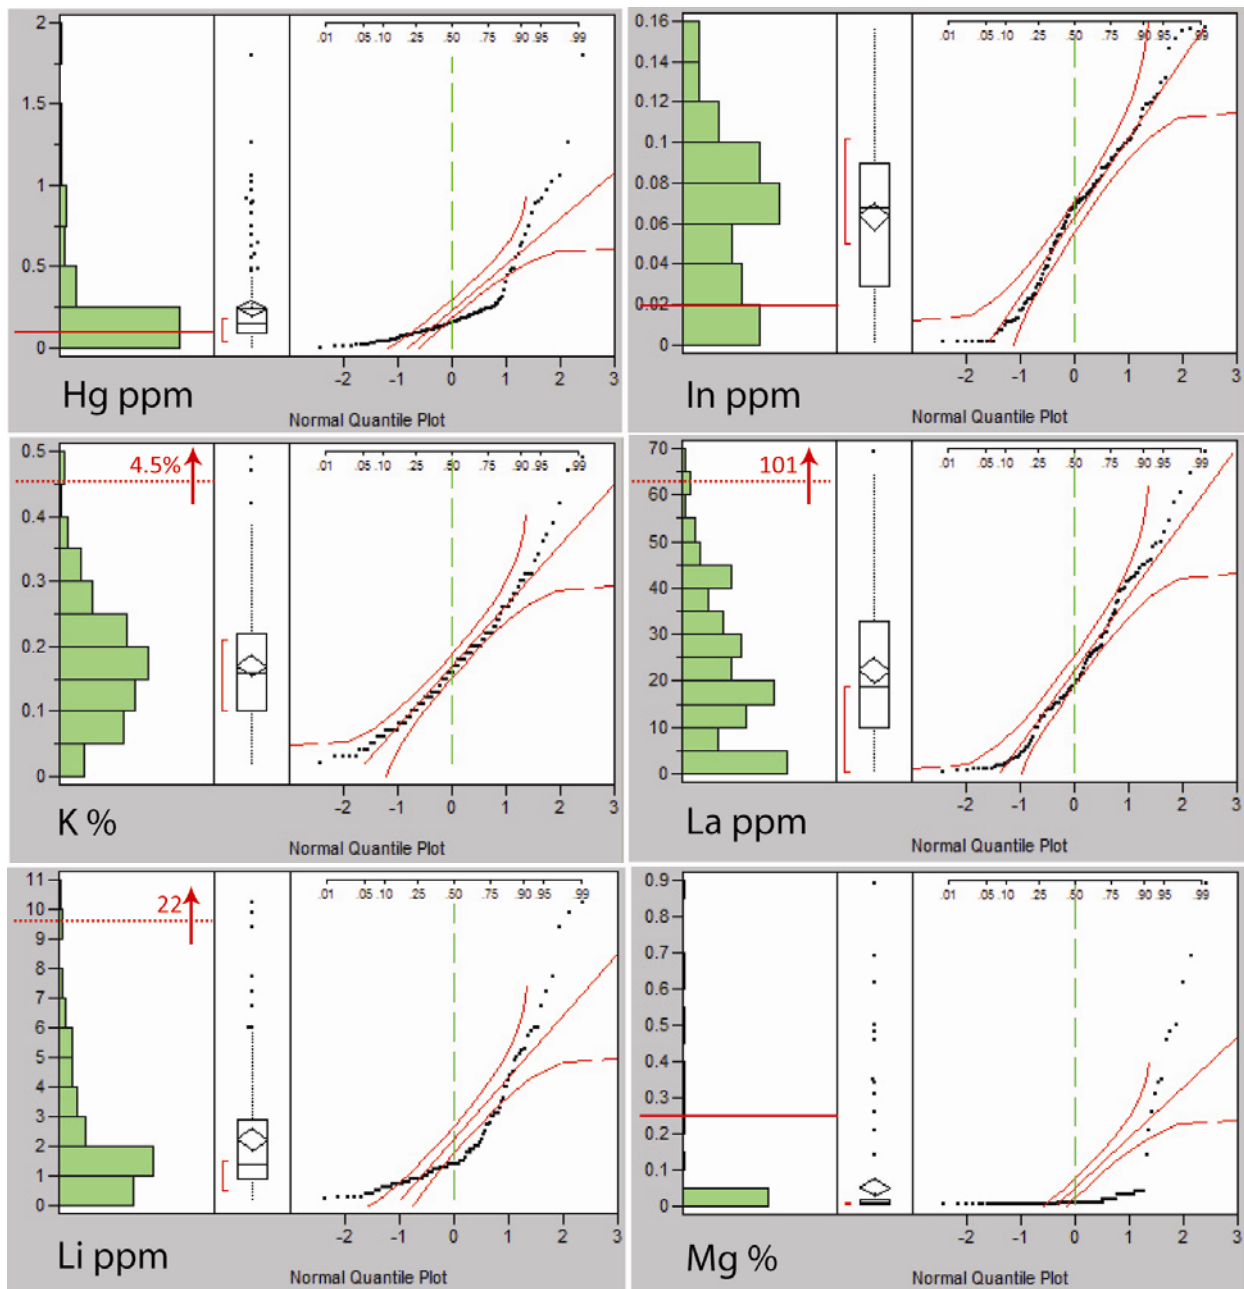 2
1.5
1
0.5
0
.01 .05 .10 .25 .50 .75 .90 .95 .99
-2 -1 0 1 2 3
Hg ppm
Normal Quantile Plot
0.16
0.14
0.12
0.1
0.08
0.06
0.04
0.02
0
.01 .05 .10 .25 .50 .75 .90 .95 .99
-2 -1 0 1 2 3
In ppm
Normal Quantile Plot
0.5
0.4
0.3
0.2
0.1
0
4.5%
.01 .05 .10 .25 .50 .75 .90 .95 .99
-2 -1 0 1 2 3
K %
Normal Quantile Plot
70
60
50
40
30
20
10
0
101
.01 .05 .10 .25 .50 .75 .90 .95 .99
-2 -1 0 1 2 3
La ppm
Normal Quantile Plot
11
10
9
8
7
6
5
4
3
2
1
0
22
.01 .05 .10 .25 .50 .75 .90 .95 .99
-2 -1 0 1 2 3
Li ppm
Normal Quantile Plot
0.9
0.8
0.7
0.6
0.5
0.4
0.3
0.2
0.1
0
.01 .05 .10 .25 .50 .75 .90 .95 .99
-2 -1 0 1 2 3
Mg %
Normal Quantile Plot